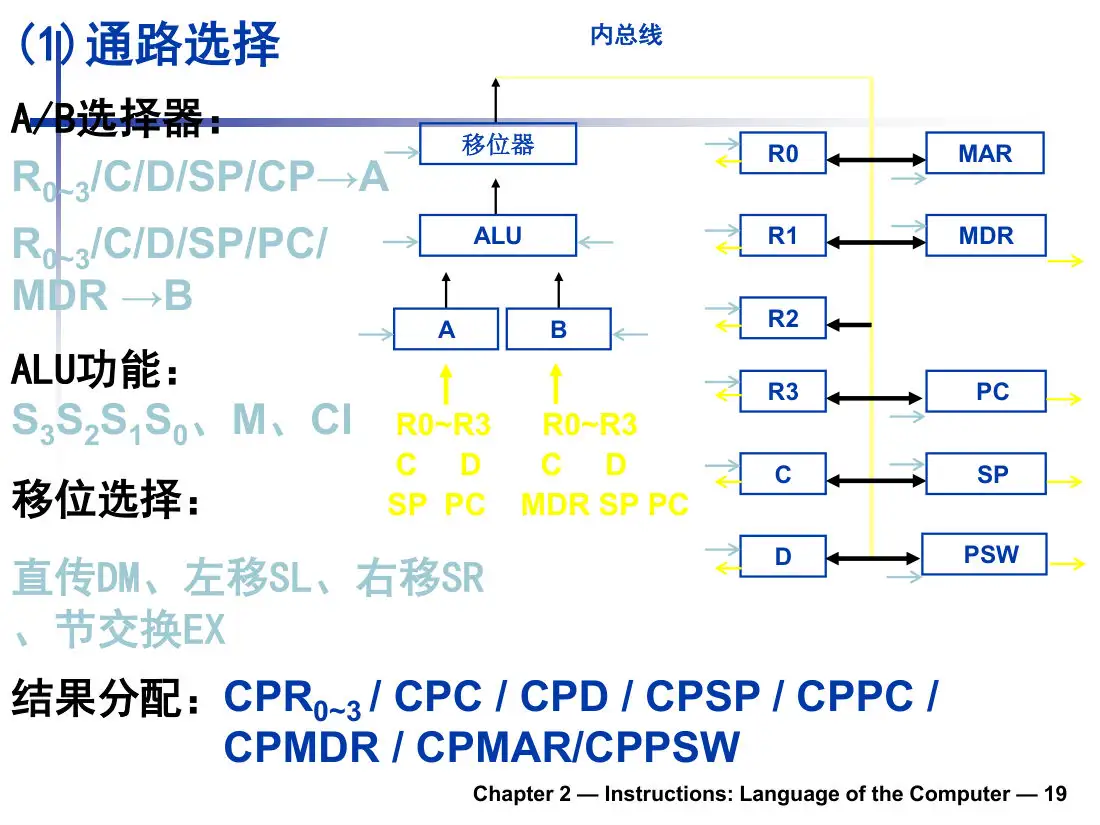 (1)通路选择
内总线
A/B选择器：
R0~3/C/D/SP/CP→A
R0~3/C/D/SP/PC/
MDR →B
ALU功能：
S3S2S1S0、M、CI
移位选择：
直传DM、左移SL、右移SR
、节交换EX
移位器
ALU
A
B
R0~R3
C D
SP PC
R0~R3
C D
MDR SP PC
R0
MAR
R1
MDR
R2
R3
PC
C
SP
D
PSW
结果分配：CPR0~3 / CPC / CPD / CPSP / CPPC /
CPMDR / CPMAR/CPPSW
Chapter 2 — Instructions: Language of the Computer — 19